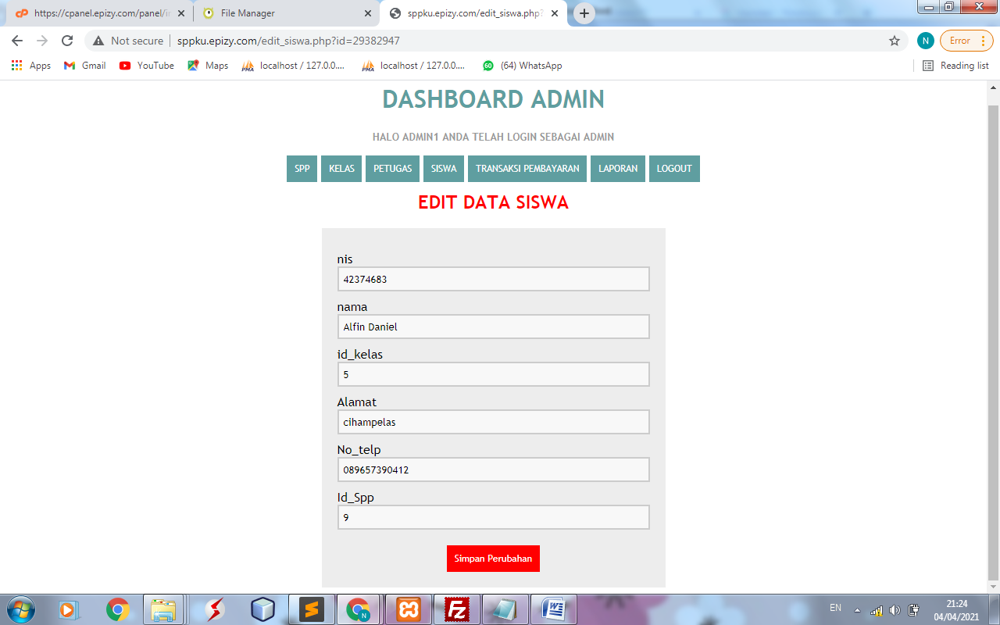 https://cpanel.epizy.com/panel/ir
File Manager
sppku.epizy.com/edit_siswa.php?
Not secure
sppku.epizy.com/edit_siswa.php?id=29382947
N
Error
Apps
Gmail
YouTube
Maps
localhost / 127.0.0....
localhost / 127.0.0....
60
(64) WhatsApp
Reading list
DASHBOARD ADMIN
HALO ADMIN1 ANDA TELAH LOGIN SEBAGAI ADMIN
SPP
KELAS
PETUGAS
SISWA
TRANSAKSI PEMBAYARAN
LAPORAN
LOGOUT
EDIT DATA SISWA
nis
42374683
nama
Alfin Daniel
id_kelas
5
Alamat
cihampelas
No_telp
089657390412
Id_Spp
9
Simpan Perubahan
EN
21:24
04/04/2021